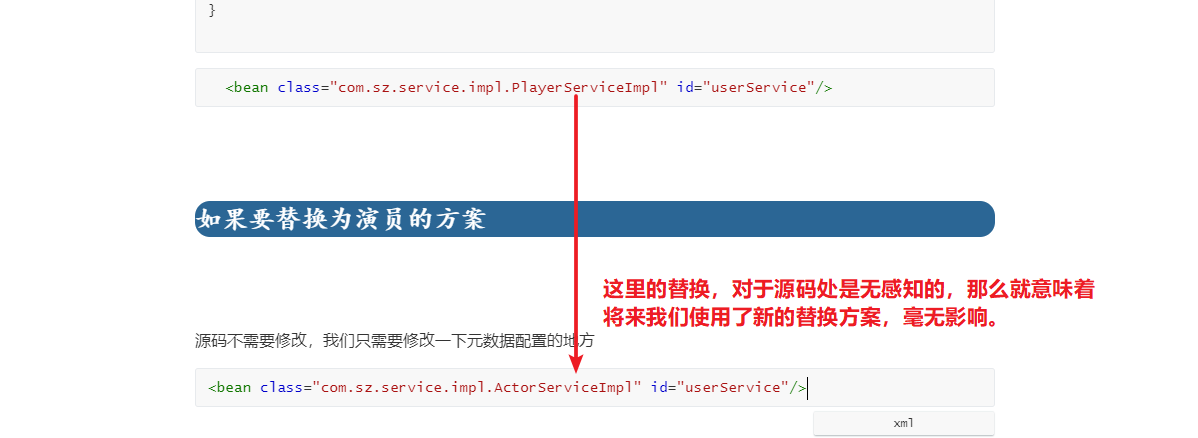 }
<bean class="com.sz.service.impl.PlayerServiceImpl" id="userService"/>
如果要替换为演员的方案
这里的替换，对于源码处是无感知的，那么就意味着
将来我们使用了新的替换方案，毫无影响。
源码不需要修改，我们只需要修改一下元数据配置的地方
<bean class="com.sz.service.impl.ActorServiceImpl" id="userService"/>
xml